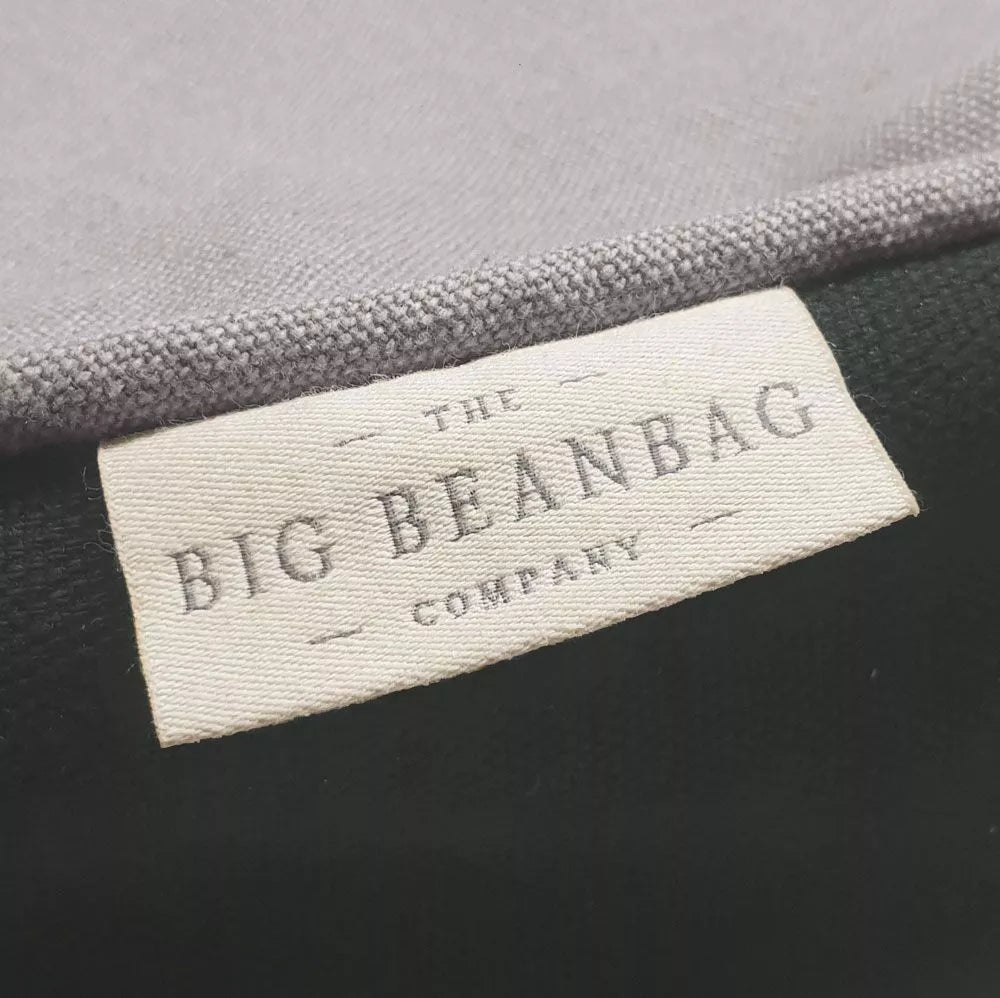 — THE —
BIG BEANBAG
— COMPANY —